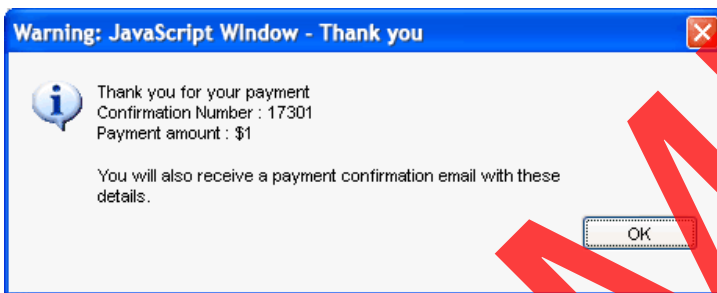 Warning: JavaScript WIndow - Thank you
Thank you for your payment
Confirmation Number : 17301
Payment amount : $1
You will also receive a payment confirmation email with these
details.
OK